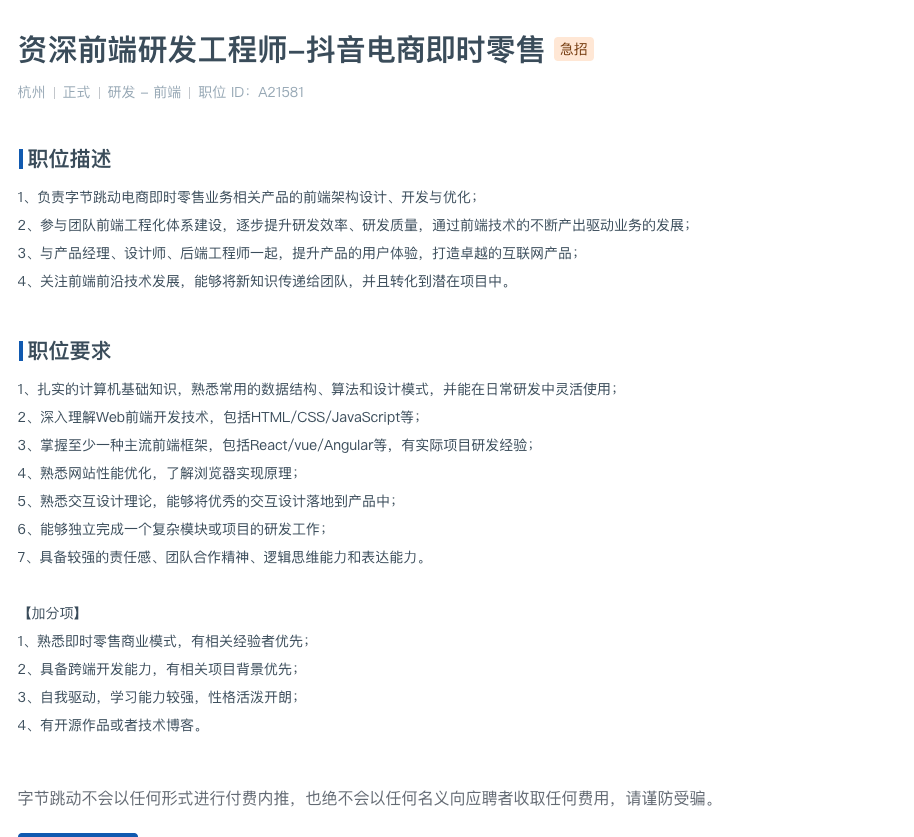 资深前端研发工程师-抖音电商即时零售 急招
杭州 | 正式 | 研发 - 前端 | 职位 ID：A21581
职位描述
1、负责字节跳动电商即时零售业务相关产品的前端架构设计、开发与优化；
2、参与团队前端工程化体系建设，逐步提升研发效率、研发质量，通过前端技术的不断产出驱动业务的发展；
3、与产品经理、设计师、后端工程师一起，提升产品的用户体验，打造卓越的互联网产品；
4、关注前端前沿技术发展，能够将新知识传递给团队，并且转化到潜在项目中。
职位要求
1、扎实的计算机基础知识，熟悉常用的数据结构、算法和设计模式，并能在日常研发中灵活使用；
2、深入理解Web前端开发技术，包括HTML/CSS/JavaScript等；
3、掌握至少一种主流前端框架，包括React/vue/Angular等，有实际项目研发经验；
4、熟悉网站性能优化，了解浏览器实现原理；
5、熟悉交互设计理论，能够将优秀的交互设计落地到产品中；
6、能够独立完成一个复杂模块或项目的研发工作；
7、具备较强的责任感、团队合作精神、逻辑思维能力和表达能力。
【加分项】
1、熟悉即时零售商业模式，有相关经验者优先；
2、具备跨端开发能力，有相关项目背景优先；
3、自我驱动，学习能力较强，性格活泼开朗；
4、有开源作品或者技术博客。
字节跳动不会以任何形式进行付费内推，也绝不会以任何名义向应聘者收取任何费用，请谨防受骗。